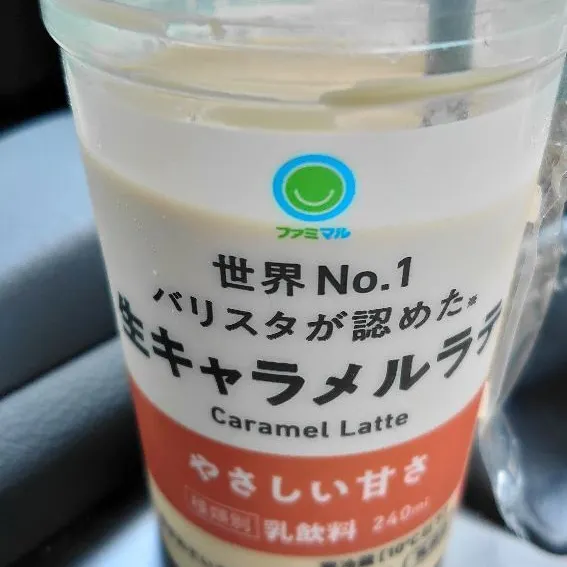 ファミマル
世界No.1
バリスタが認めた※
生キャラメルラテ
Caramel Latte
やさしい甘さ
種類別 乳飲料 240ml